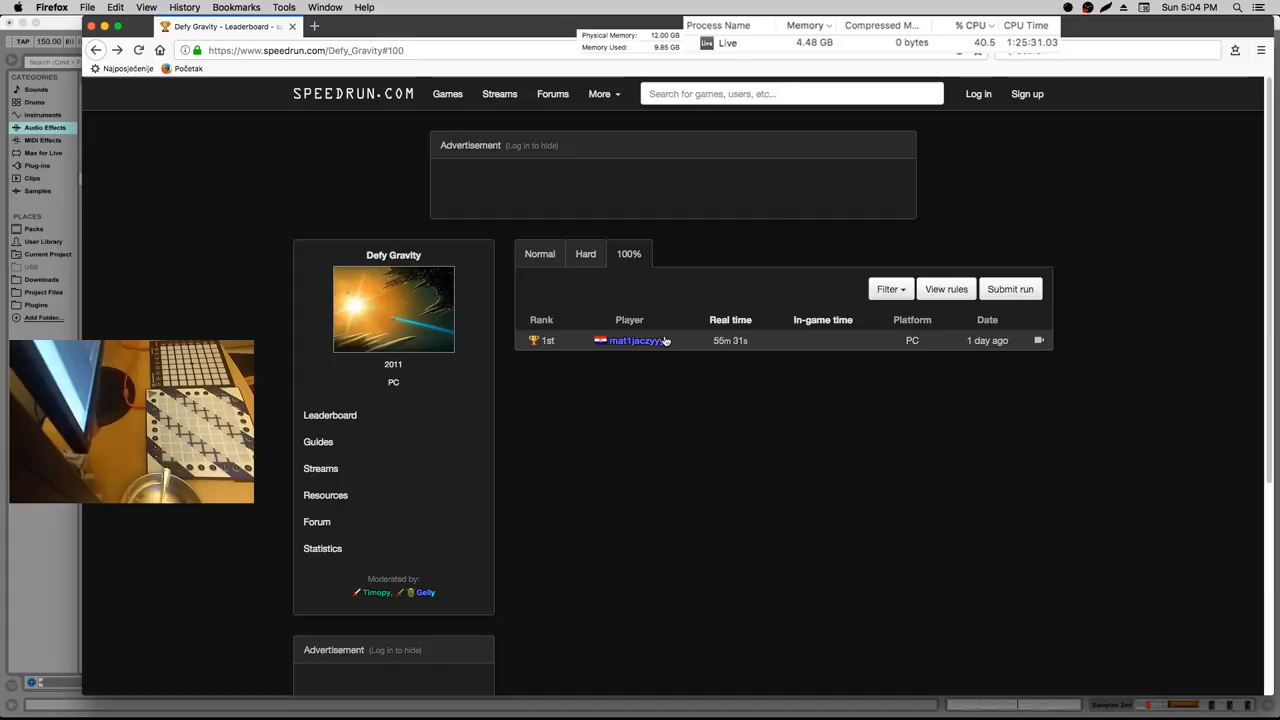 Firefox File Edit View History Bookmarks Tools Window Help Sun 5:04 PM
Defy Gravity - Leaderboard - s
Physical Memory: 12.00 GB
Memory Used: 9.85 GB
Process Name Memory Compressed M... % CPU CPU Time
Live 4.48 GB 0 bytes 40.5 1:25:31.03
TAP 150.00
https://www.speedrun.com/Defy_Gravity#100
Search (Cmd + F
Najposjećenije Početak
CATEGORIES
Sounds
Drums
Instruments
Audio Effects
MIDI Effects
Max for Live
Plug-ins
Clips
Samples
PLACES
Packs
User Library
Current Project
USB
Downloads
Project Files
Plugins
Add Folder...
SPEEDRUN.COM Games Streams Forums More Search for games, users, etc... Log in Sign up
Advertisement (Log in to hide)
Defy Gravity
2011
PC
Leaderboard
Guides
Streams
Resources
Forum
Statistics
Moderated by:
Timopy, Gelly
Advertisement (Log in to hide)
Normal Hard 100%
Filter View rules Submit run
Rank Player Real time In-game time Platform Date
1st mat1jaczyyy 55m 31s PC 1 day ago